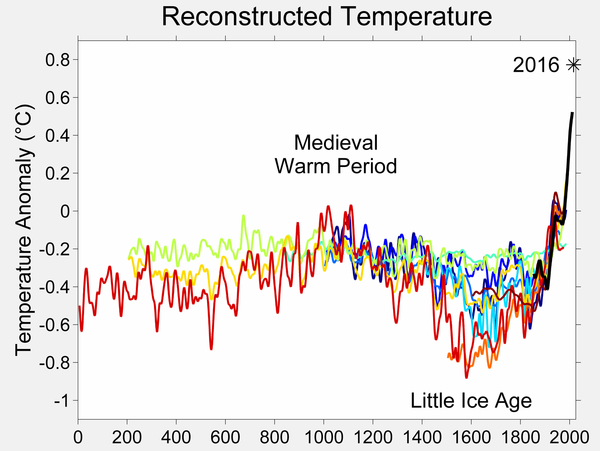 Reconstructed Temperature
Temperature Anomaly (°C)
0.8
0.6
0.4
0.2
0
-0.2
-0.4
-0.6
-0.8
-1
2016
Medieval
Warm Period
Little Ice Age
0 200 400 600 800 1000 1200 1400 1600 1800 2000